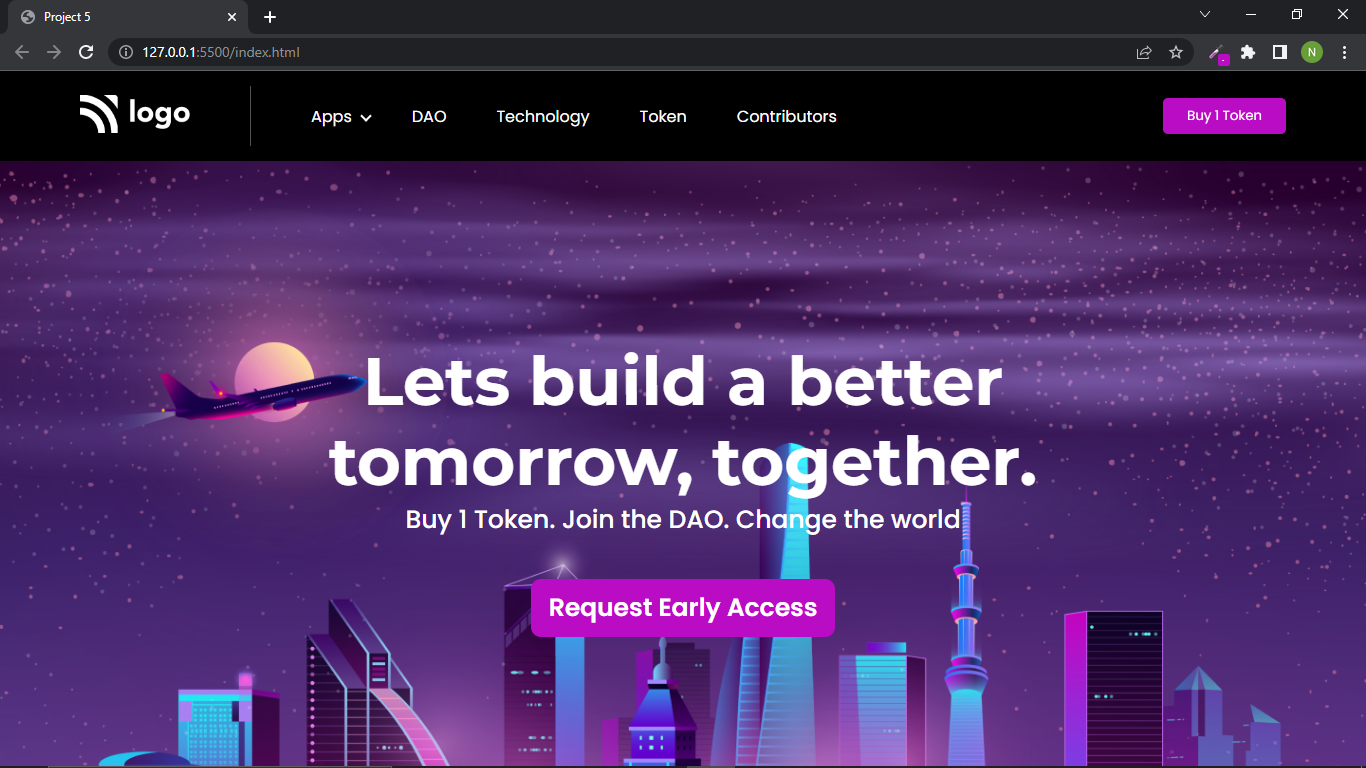 Project 5
127.0.0.1:5500/index.html
N
logo
Apps
DAO
Technology
Token
Contributors
Buy 1 Token
Lets build a better
tomorrow, together.
Buy 1 Token. Join the DAO. Change the world
Request Early Access